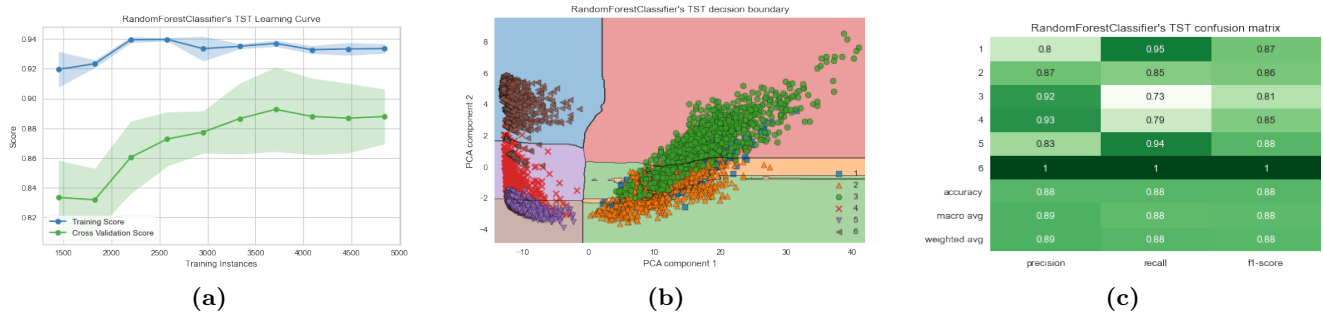 RandomForestClassifier's TST Learning Curve
0.94
0.92
0.90
0.88
0.86
0.84
0.82
Score
Training Score
Cross Validation Score
1500 2000 2500 3000 3500 4000 4500 5000
Training Instances
(a)
RandomForestClassifier's TST decision boundary
8
6
4
2
0
−2
−4
PCA component 2
1
2
3
4
5
6
−10 0 10 20 30 40
PCA component 1
(b)
RandomForestClassifier's TST confusion matrix
1 0.8 0.95 0.87
2 0.87 0.85 0.86
3 0.92 0.73 0.81
4 0.93 0.79 0.85
5 0.83 0.94 0.88
6 1 1 1
accuracy 0.88 0.88 0.88
macro avg 0.89 0.88 0.88
weighted avg 0.89 0.88 0.88
precision recall f1-score
(c)